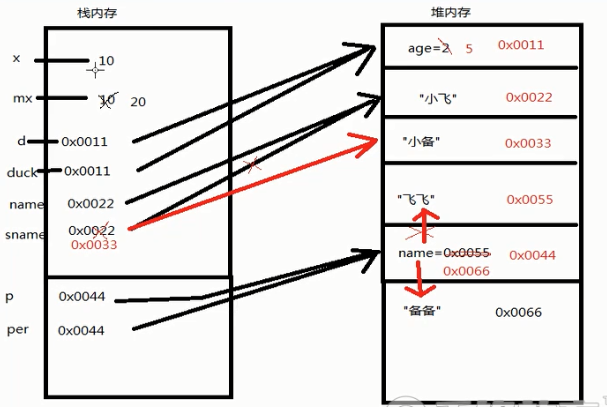 栈内存
堆内存
x
10
mx
10 20
d
0x0011
duck
0x0011
name
0x0022
sname
0x0022
0x0033
p
0x0044
per
0x0044
age=2 5 0x0011
"小飞" 0x0022
"小备" 0x0033
"飞飞" 0x0055
name=0x0055 0x0044
0x0066
"备备" 0x0066